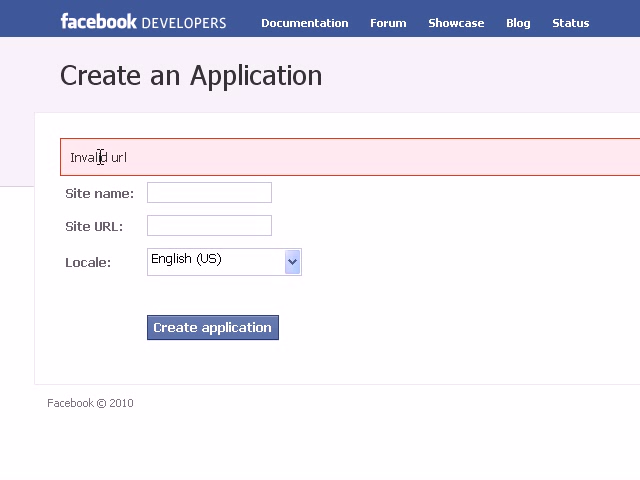 facebook DEVELOPERS Documentation Forum Showcase Blog Status
Create an Application
Invalid url
Site name:
Site URL:
Locale: English (US)
Create application
Facebook © 2010